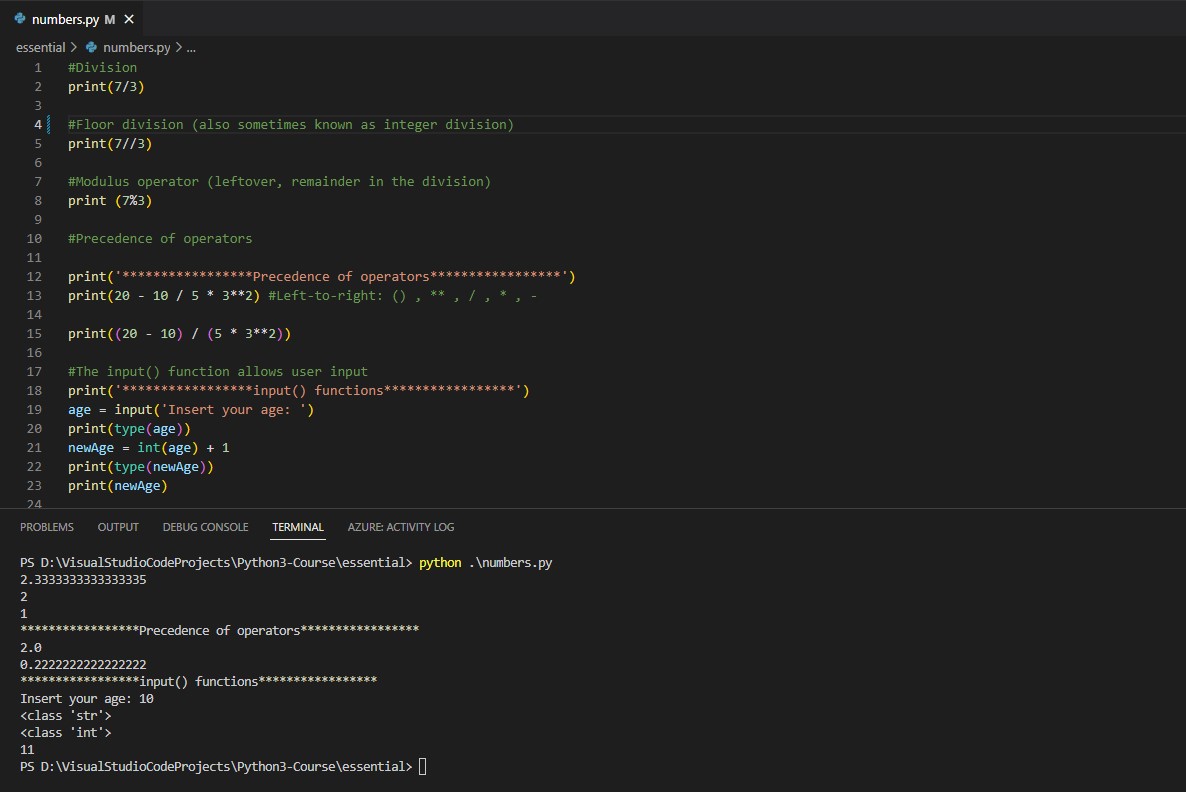 numbers.py M
essential > numbers.py > ...
1 #Division
2 print(7/3)
3
4 #Floor division (also sometimes known as integer division)
5 print(7//3)
6
7 #Modulus operator (leftover, remainder in the division)
8 print (7%3)
9
10 #Precedence of operators
11
12 print('*****************Precedence of operators*****************')
13 print(20 - 10 / 5 * 3**2) #Left-to-right: () , ** , / , * , -
14
15 print((20 - 10) / (5 * 3**2))
16
17 #The input() function allows user input
18 print('*****************input() functions*****************')
19 age = input('Insert your age: ')
20 print(type(age))
21 newAge = int(age) + 1
22 print(type(newAge))
23 print(newAge)
24
PROBLEMS OUTPUT DEBUG CONSOLE TERMINAL AZURE: ACTIVITY LOG
PS D:\VisualStudioCodeProjects\Python3-Course\essential> python .\numbers.py
2.3333333333333335
2
1
*****************Precedence of operators*****************
2.0
0.2222222222222222
*****************input() functions*****************
Insert your age: 10
<class 'str'>
<class 'int'>
11
PS D:\VisualStudioCodeProjects\Python3-Course\essential>